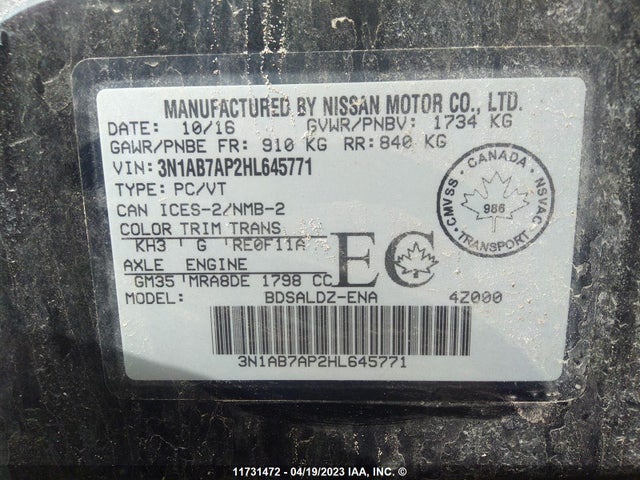 MANUFACTURED BY NISSAN MOTOR CO., LTD.
DATE: 10/16 GVWR/PNBV: 1734 KG
GAWR/PNBE FR: 910 KG RR: 840 KG
VIN: 3N1AB7AP2HL645771
TYPE: PC/VT
CAN ICES-2/NMB-2
COLOR TRIM TRANS
KH3 G RE0F11A
AXLE ENGINE
GM35 MRA8DE 1798 CC
EC
CANADA
CMVSS NSVAC
986
TRANSPORT
MODEL: BDSALDZ-ENA 4Z000
3N1AB7AP2HL645771
11731472 - 04/19/2023 IAA, INC. ©